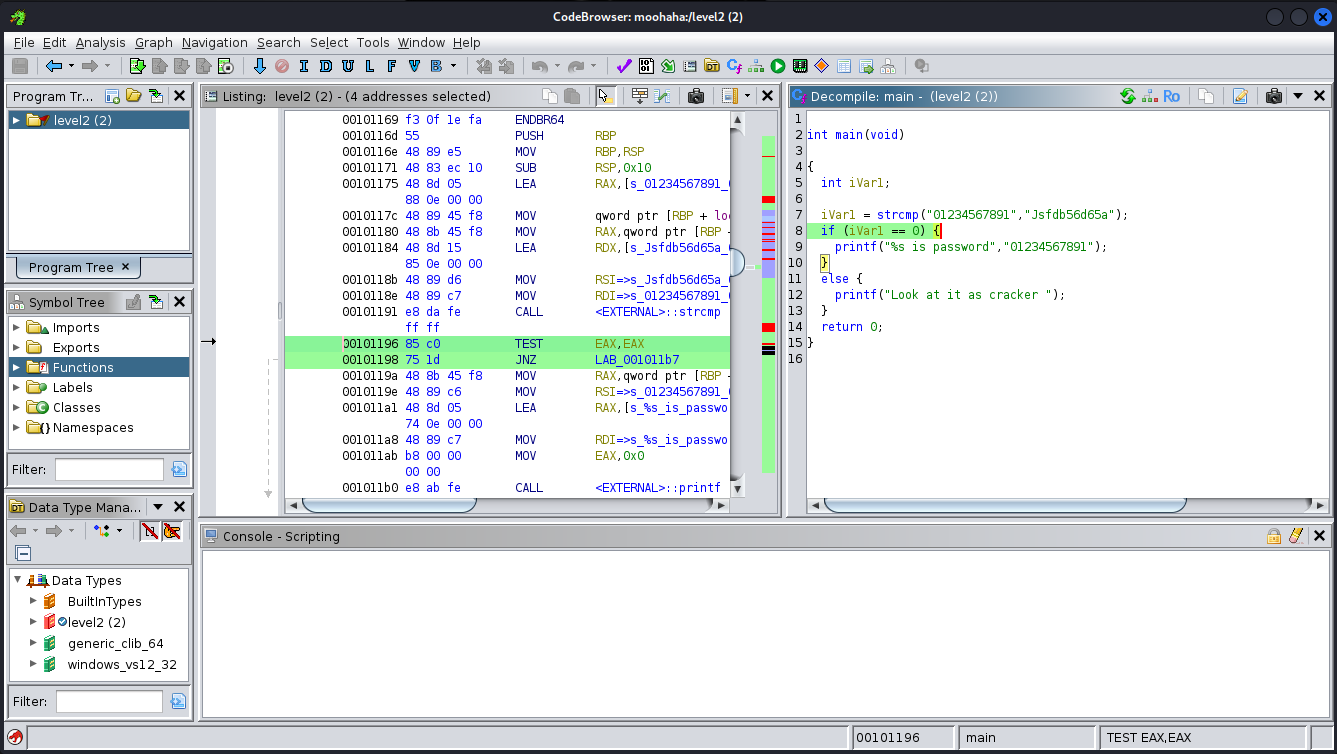 CodeBrowser: moohaha:/level2 (2)
File Edit Analysis Graph Navigation Search Select Tools Window Help
I D U L F V B
Program Tr...
level2 (2)
Program Tree ×
Symbol Tree
Imports
Exports
Functions
Labels
Classes
Namespaces
Filter:
Data Type Mana...
Data Types
BuiltInTypes
level2 (2)
generic_clib_64
windows_vs12_32
Filter:
Listing: level2 (2) - (4 addresses selected)
00101169 f3 0f 1e fa ENDBR64
0010116d 55 PUSH RBP
0010116e 48 89 e5 MOV RBP,RSP
00101171 48 83 ec 10 SUB RSP,0x10
00101175 48 8d 05 LEA RAX,[s_01234567891_
88 0e 00 00
0010117c 48 89 45 f8 MOV qword ptr [RBP + lo
00101180 48 8b 45 f8 MOV RAX,qword ptr [RBP
00101184 48 8d 15 LEA RDX,[s_Jsfdb56d65a_
85 0e 00 00
0010118b 48 89 d6 MOV RSI=>s_Jsfdb56d65a_
0010118e 48 89 c7 MOV RDI=>s_01234567891_
00101191 e8 da fe CALL <EXTERNAL>::strcmp
ff ff
00101196 85 c0 TEST EAX,EAX
00101198 75 1d JNZ LAB_001011b7
0010119a 48 8b 45 f8 MOV RAX,qword ptr [RBP
0010119e 48 89 c6 MOV RSI=>s_01234567891_
001011a1 48 8d 05 LEA RAX,[s_%s_is_passwo
74 0e 00 00
001011a8 48 89 c7 MOV RDI=>s_%s_is_passwo
001011ab b8 00 00 MOV EAX,0x0
00 00
001011b0 e8 ab fe CALL <EXTERNAL>::printf
Decompile: main - (level2 (2))
Ro
1
2 int main(void)
3
4 {
5 int iVar1;
6
7 iVar1 = strcmp("01234567891","Jsfdb56d65a");
8 if (iVar1 == 0) {
9 printf("%s is password","01234567891");
10 }
11 else {
12 printf("Look at it as cracker ");
13 }
14 return 0;
15 }
16
Console - Scripting
00101196
main
TEST EAX,EAX